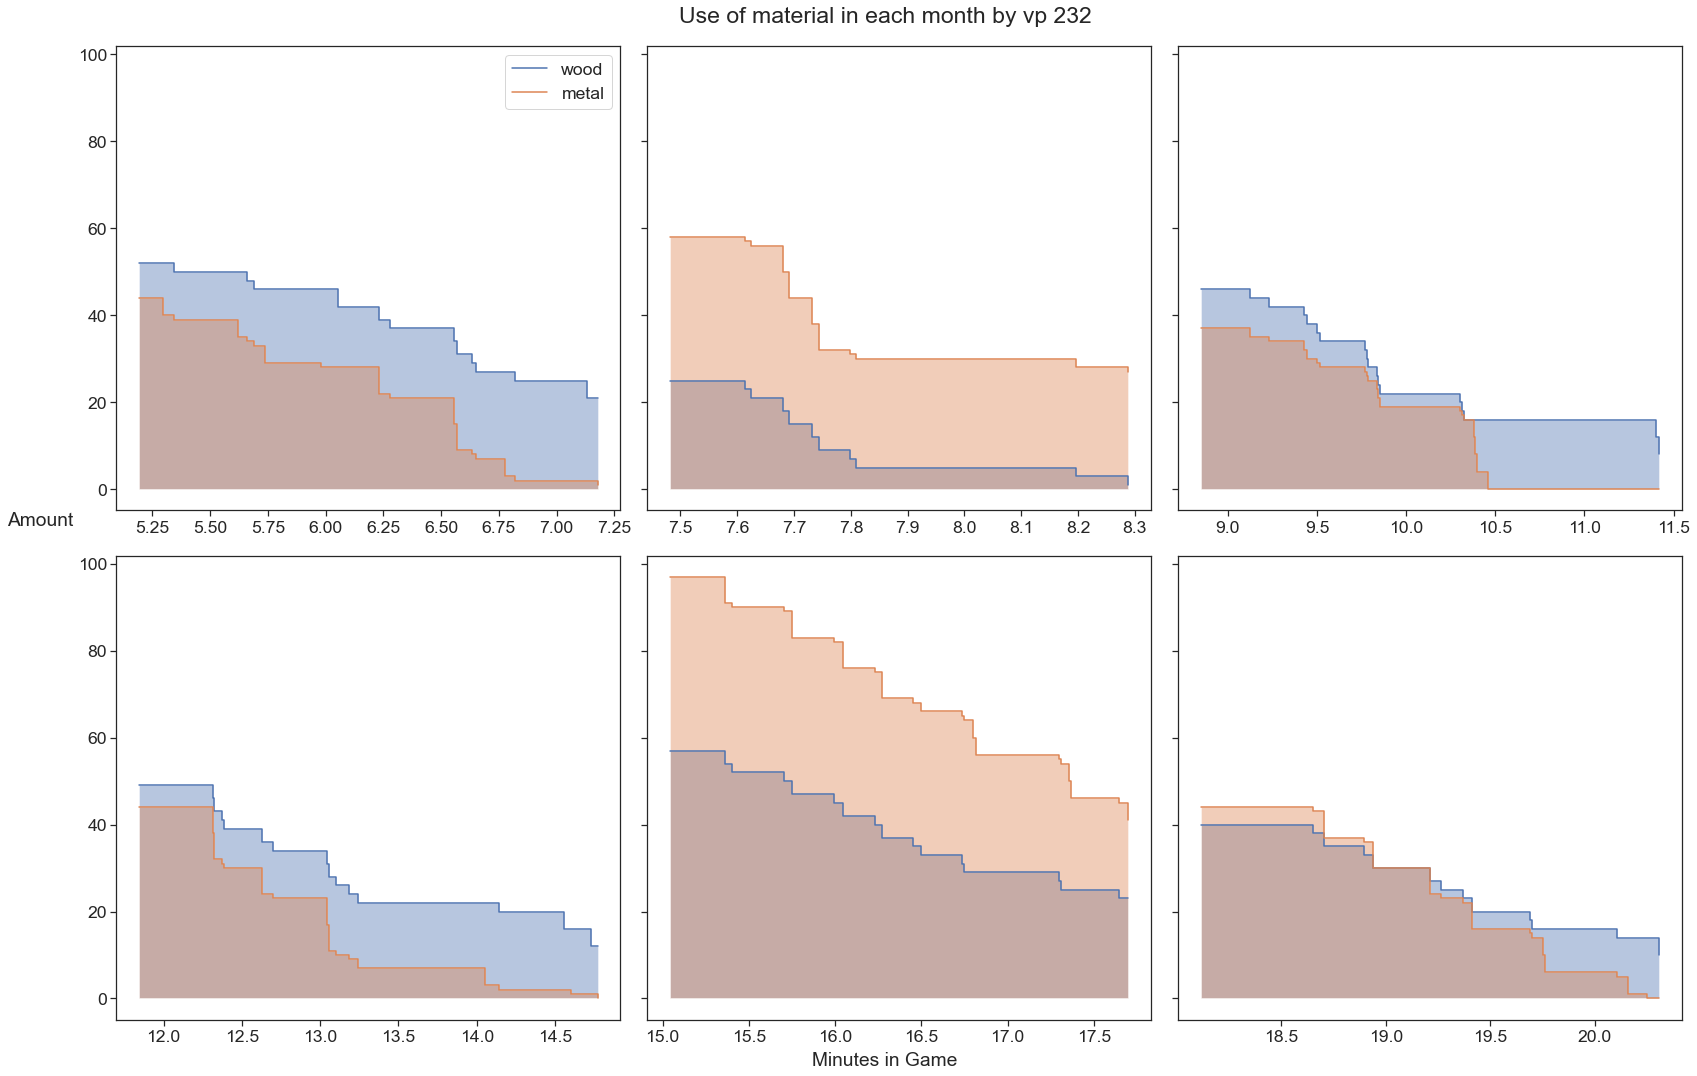 Use of material in each month by vp 232
wood
metal
100
80
60
40
20
0
5.25 5.50 5.75 6.00 6.25 6.50 6.75 7.00 7.25
7.5 7.6 7.7 7.8 7.9 8.0 8.1 8.2 8.3
9.0 9.5 10.0 10.5 11.0 11.5
Amount
100
80
60
40
20
0
12.0 12.5 13.0 13.5 14.0 14.5
15.0 15.5 16.0 16.5 17.0 17.5
18.5 19.0 19.5 20.0
Minutes in Game